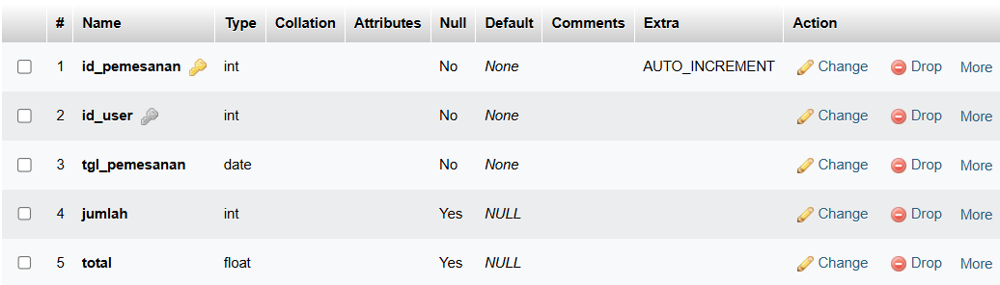 # Name Type Collation Attributes Null Default Comments Extra Action
1 id_pemesanan int No None AUTO_INCREMENT Change Drop More
2 id_user int No None Change Drop More
3 tgl_pemesanan date No None Change Drop More
4 jumlah int Yes NULL Change Drop More
5 total float Yes NULL Change Drop More